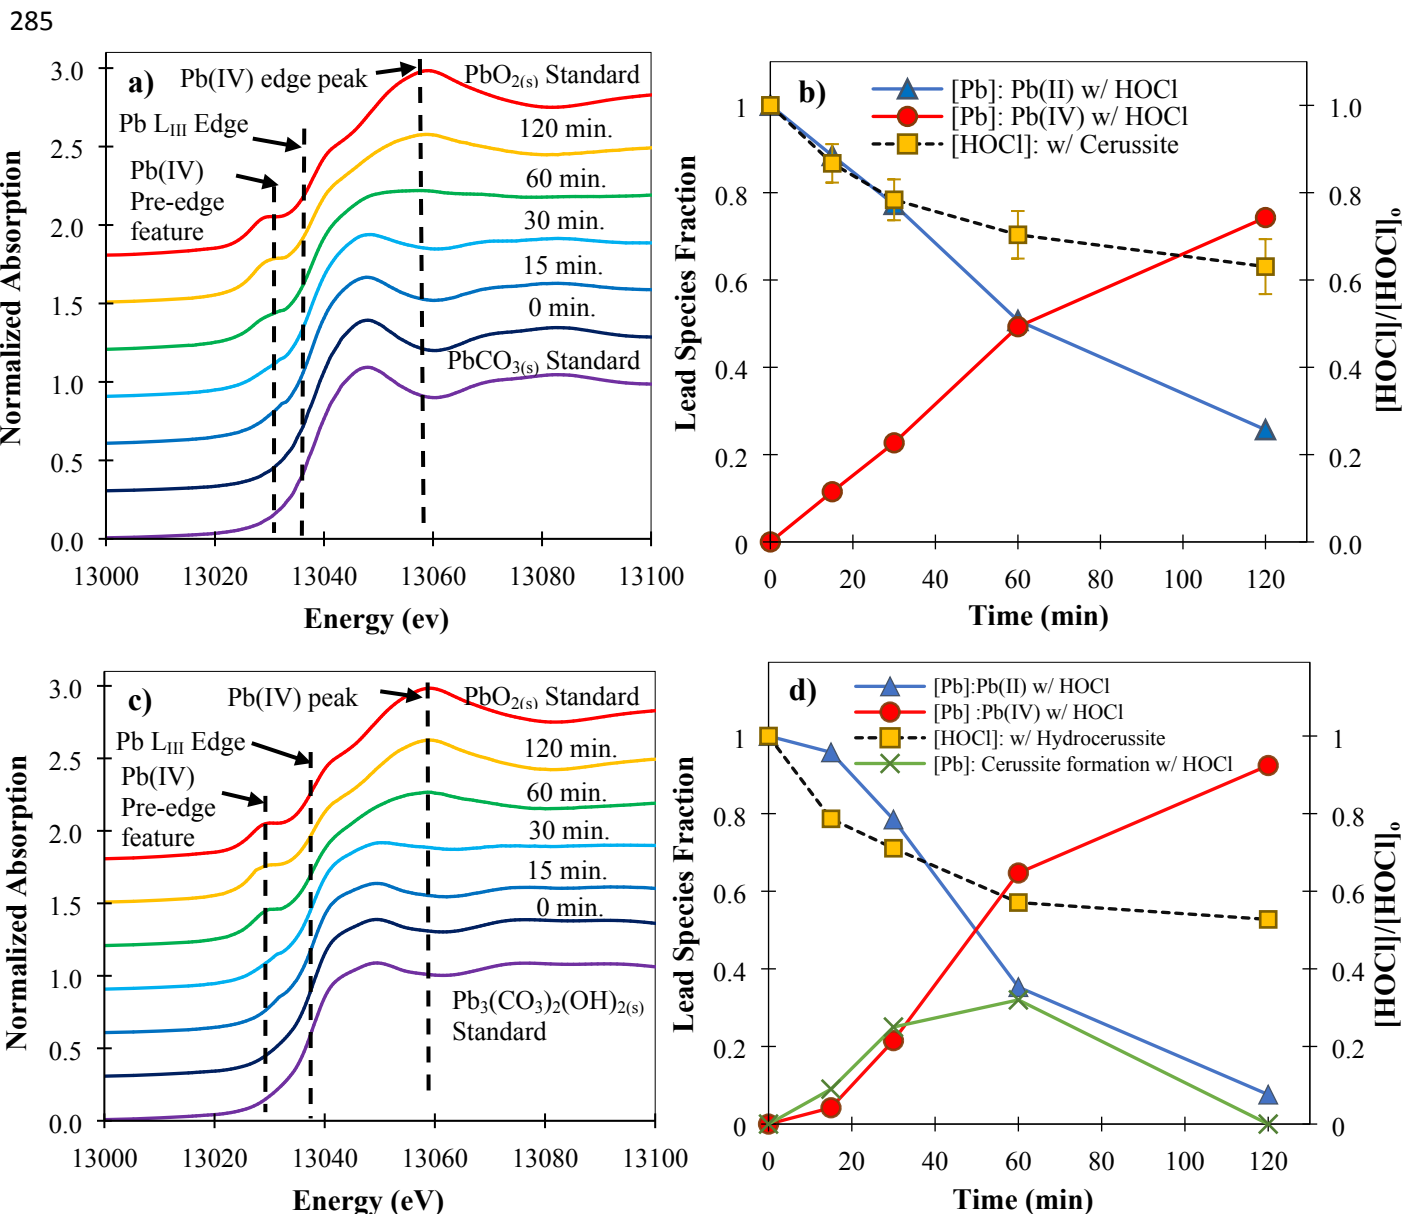 285
a)
Pb(IV) edge peak
PbO2(s) Standard
Pb LIII Edge
Pb(IV)
Pre-edge
feature
120 min.
60 min.
30 min.
15 min.
0 min.
PbCO3(s) Standard
3.0
2.5
2.0
1.5
1.0
0.5
0.0
Normalized Absorption
13000 13020 13040 13060 13080 13100
Energy (ev)
b)
[Pb]: Pb(II) w/ HOCl
[Pb]: Pb(IV) w/ HOCl
[HOCl]: w/ Cerussite
1
0.8
0.6
0.4
0.2
0
Lead Species Fraction
1.0
0.8
0.6
0.4
0.2
0.0
[HOCl]/[HOCl]o
0 20 40 60 80 100 120
Time (min)
c)
Pb(IV) peak
PbO2(s) Standard
Pb LIII Edge
Pb(IV)
Pre-edge
feature
120 min.
60 min.
30 min.
15 min.
0 min.
Pb3(CO3)2(OH)2(s)
Standard
3.0
2.5
2.0
1.5
1.0
0.5
0.0
Normalized Absorption
13000 13020 13040 13060 13080 13100
Energy (eV)
d)
[Pb]:Pb(II) w/ HOCl
[Pb] :Pb(IV) w/ HOCl
[HOCl]: w/ Hydrocerussite
[Pb]: Cerussite formation w/ HOCl
1
0.8
0.6
0.4
0.2
0
Lead Species Fraction
1
0.8
0.6
0.4
0.2
0
[HOCl]/[HOCl]o
0 20 40 60 80 100 120
Time (min)